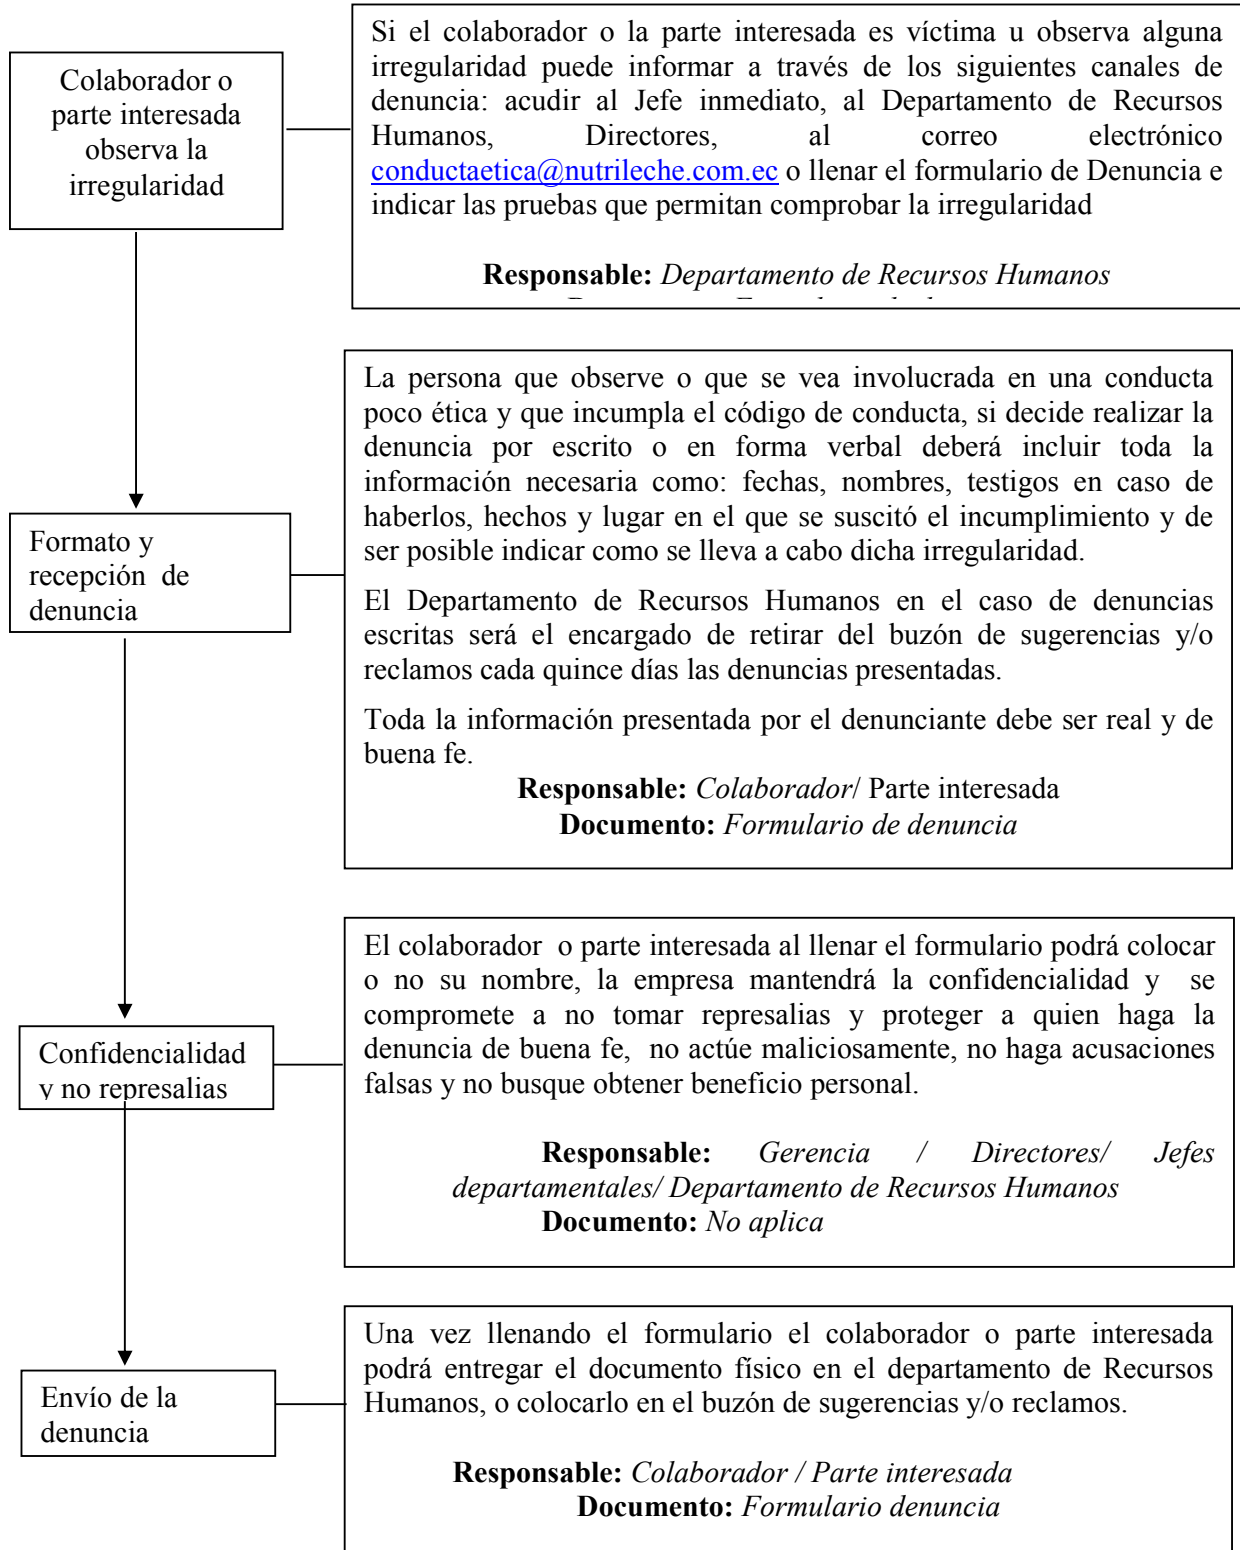 Colaborador o
parte interesada
observa la
irregularidad
Si el colaborador o la parte interesada es víctima u observa alguna
irregularidad puede informar a través de los siguientes canales de
denuncia: acudir al Jefe inmediato, al Departamento de Recursos
Humanos, Directores, al correo electrónico
conductaetica@nutrileche.com.ec o llenar el formulario de Denuncia e
indicar las pruebas que permitan comprobar la irregularidad
Responsable: Departamento de Recursos Humanos
Formato y
recepción de
denuncia
La persona que observe o que se vea involucrada en una conducta
poco ética y que incumpla el código de conducta, si decide realizar la
denuncia por escrito o en forma verbal deberá incluir toda la
información necesaria como: fechas, nombres, testigos en caso de
haberlos, hechos y lugar en el que se suscitó el incumplimiento y de
ser posible indicar como se lleva a cabo dicha irregularidad.
El Departamento de Recursos Humanos en el caso de denuncias
escritas será el encargado de retirar del buzón de sugerencias y/o
reclamos cada quince días las denuncias presentadas.
Toda la información presentada por el denunciante debe ser real y de
buena fe.
Responsable: Colaborador/ Parte interesada
Documento: Formulario de denuncia
Confidencialidad
y no represalias
El colaborador o parte interesada al llenar el formulario podrá colocar
o no su nombre, la empresa mantendrá la confidencialidad y se
compromete a no tomar represalias y proteger a quien haga la
denuncia de buena fe, no actúe maliciosamente, no haga acusaciones
falsas y no busque obtener beneficio personal.
Responsable: Gerencia / Directores/ Jefes
departamentales/ Departamento de Recursos Humanos
Documento: No aplica
Envío de la
denuncia
Una vez llenando el formulario el colaborador o parte interesada
podrá entregar el documento físico en el departamento de Recursos
Humanos, o colocarlo en el buzón de sugerencias y/o reclamos.
Responsable: Colaborador / Parte interesada
Documento: Formulario denuncia